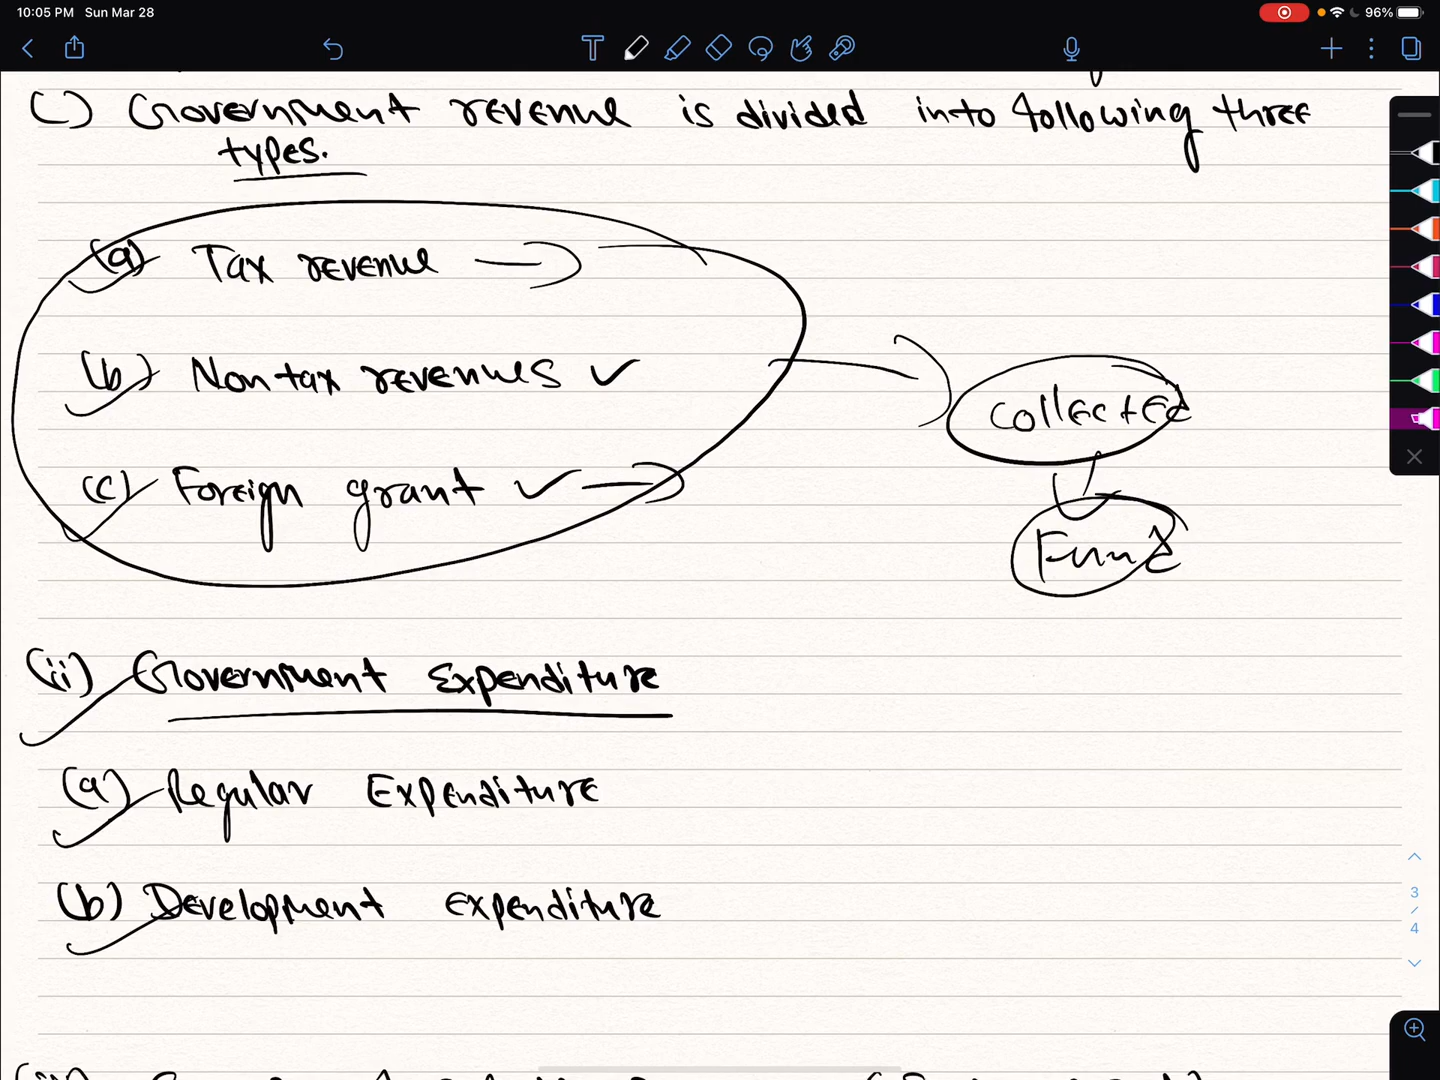 10:05 PM Sun Mar 28
96%
T
( ) Government revenue is divided into following three
types.
(a) Tax revenue
(b) Non tax revenues
(c) Foreign grant
collected
Fund
(ii) Government Expenditure
(a) Regular Expenditure
(b) Development expenditure
3
/
4